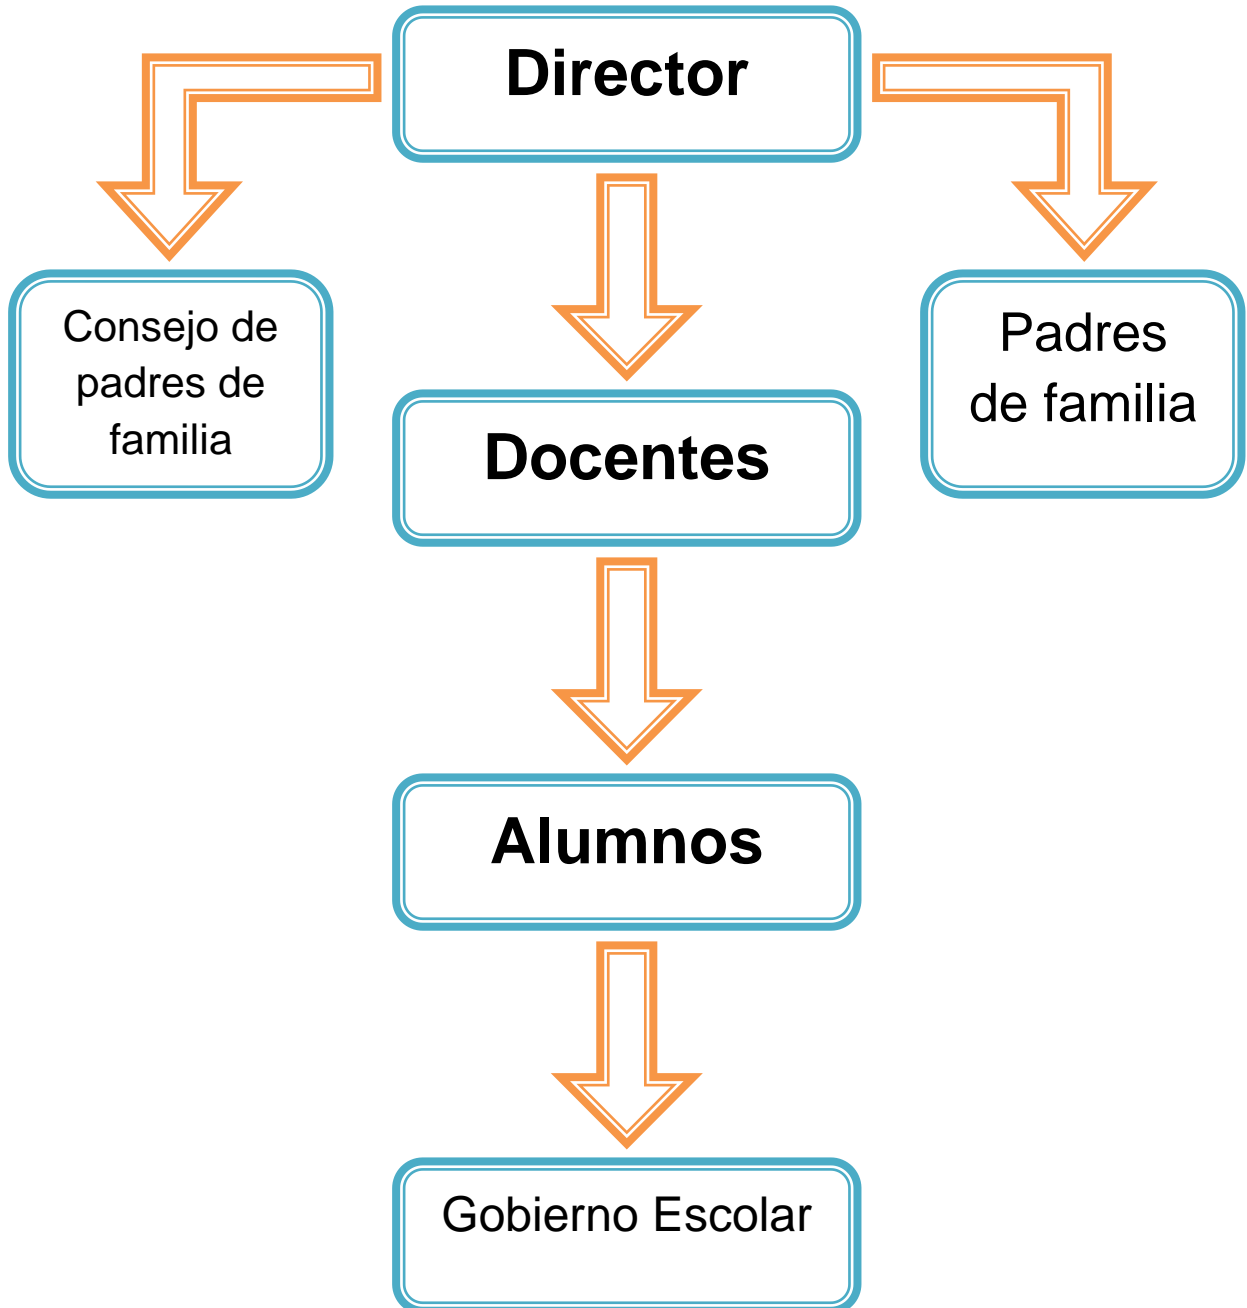 Director
Consejo de
padres de
familia
Padres
de familia
Docentes
Alumnos
Gobierno Escolar